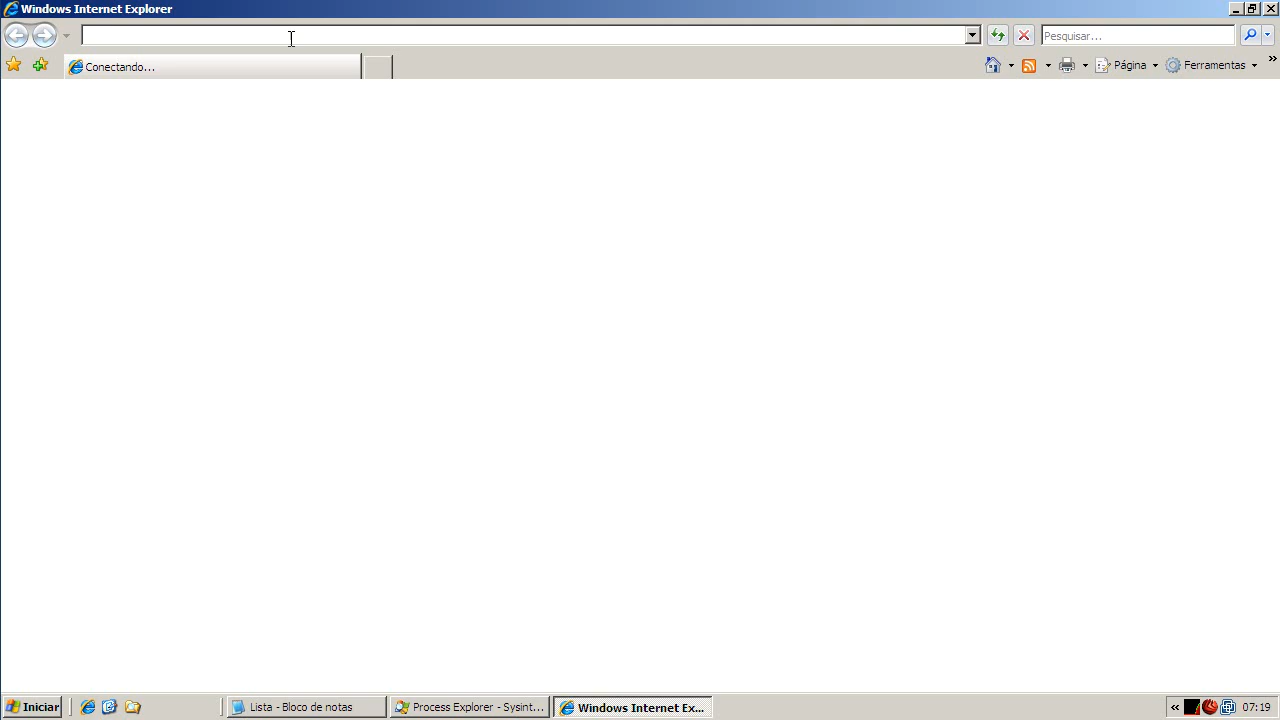 Windows Internet Explorer
Pesquisar...
Conectando...
Página
Ferramentas
»
Iniciar
Lista - Bloco de notas
Process Explorer - Sysint...
Windows Internet Ex...
«
07:19